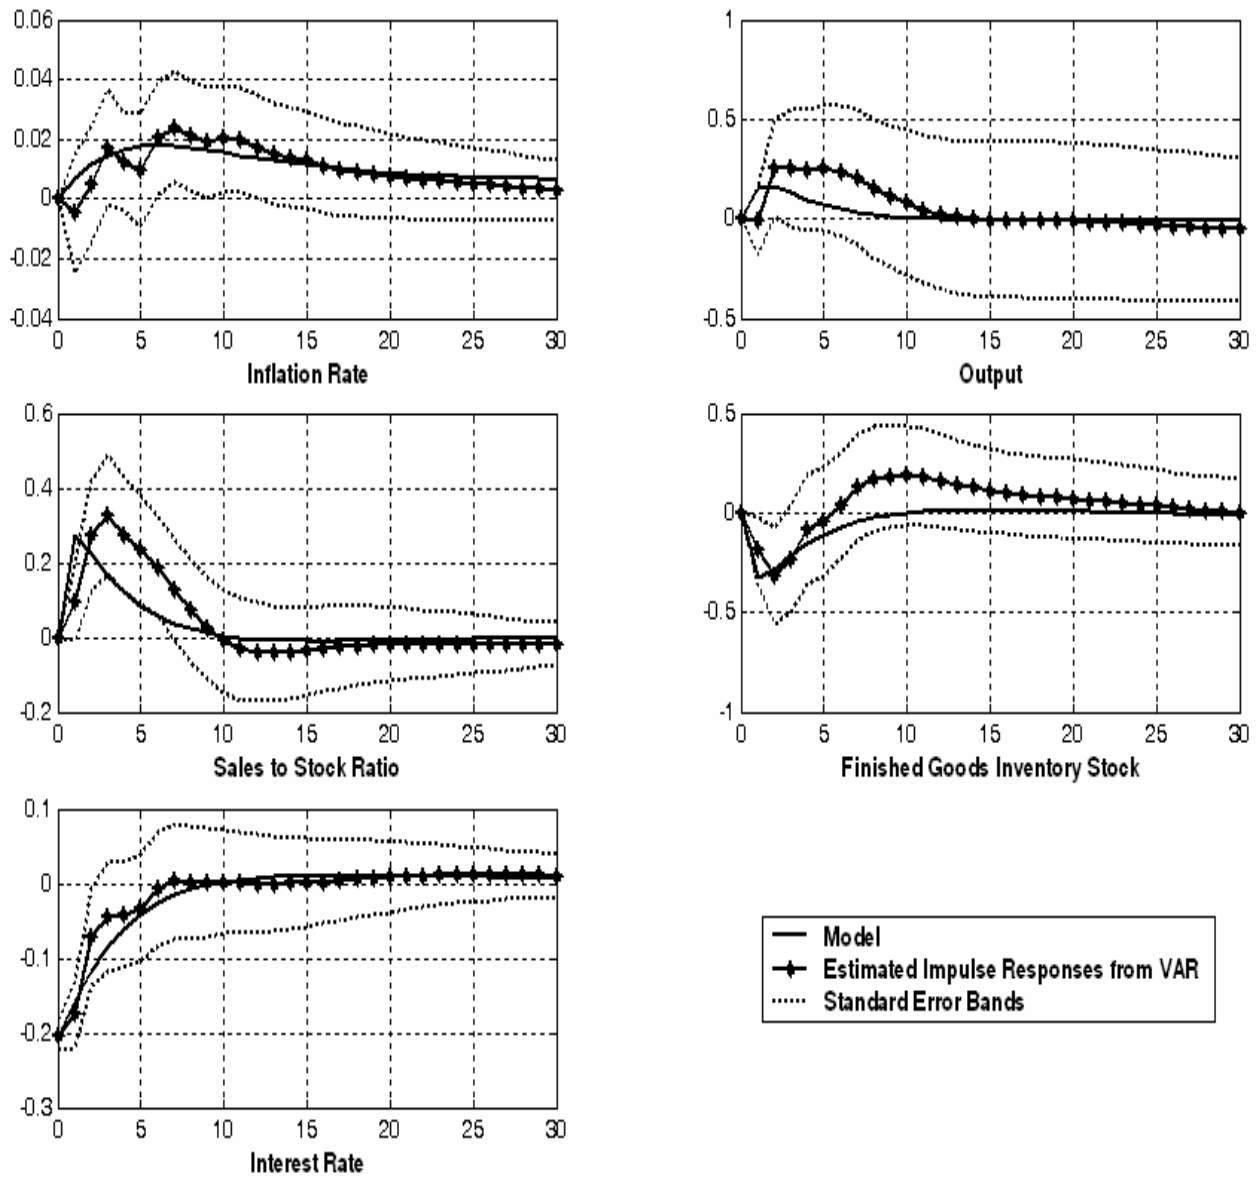 0.06
0.04
0.02
0
-0.02
-0.04
0 5 10 15 20 25 30
Inflation Rate
1
0.5
0
-0.5
0 5 10 15 20 25 30
Output
0.6
0.4
0.2
0
-0.2
0 5 10 15 20 25 30
Sales to Stock Ratio
0.5
0
-0.5
-1
0 5 10 15 20 25 30
Finished Goods Inventory Stock
0.1
0
-0.1
-0.2
-0.3
0 5 10 15 20 25 30
Interest Rate
Model
Estimated Impulse Responses from VAR
Standard Error Bands